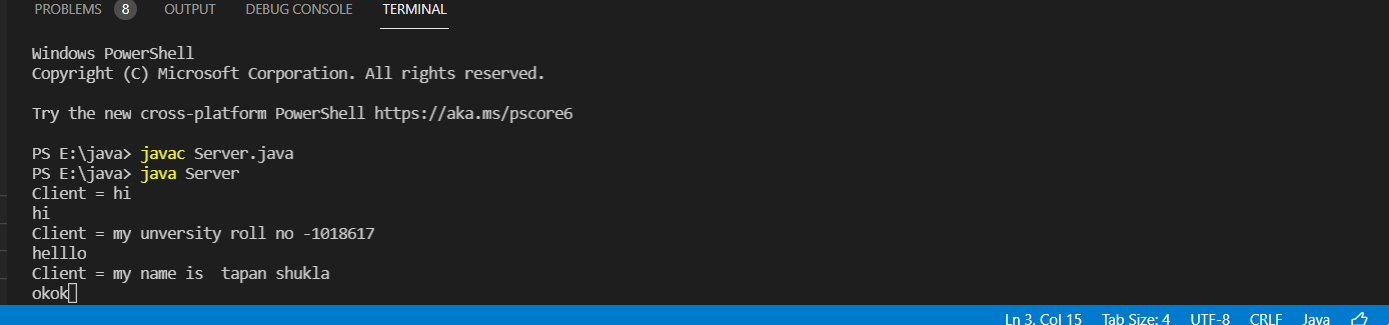 PROBLEMS 8 OUTPUT DEBUG CONSOLE TERMINAL
Windows PowerShell
Copyright (C) Microsoft Corporation. All rights reserved.
Try the new cross-platform PowerShell https://aka.ms/pscore6
PS E:\java> javac Server.java
PS E:\java> java Server
Client = hi
hi
Client = my unversity roll no -1018617
helllo
Client = my name is  tapan shukla
okok
Ln 3, Col 15 Tab Size: 4 UTF-8 CRLF Java